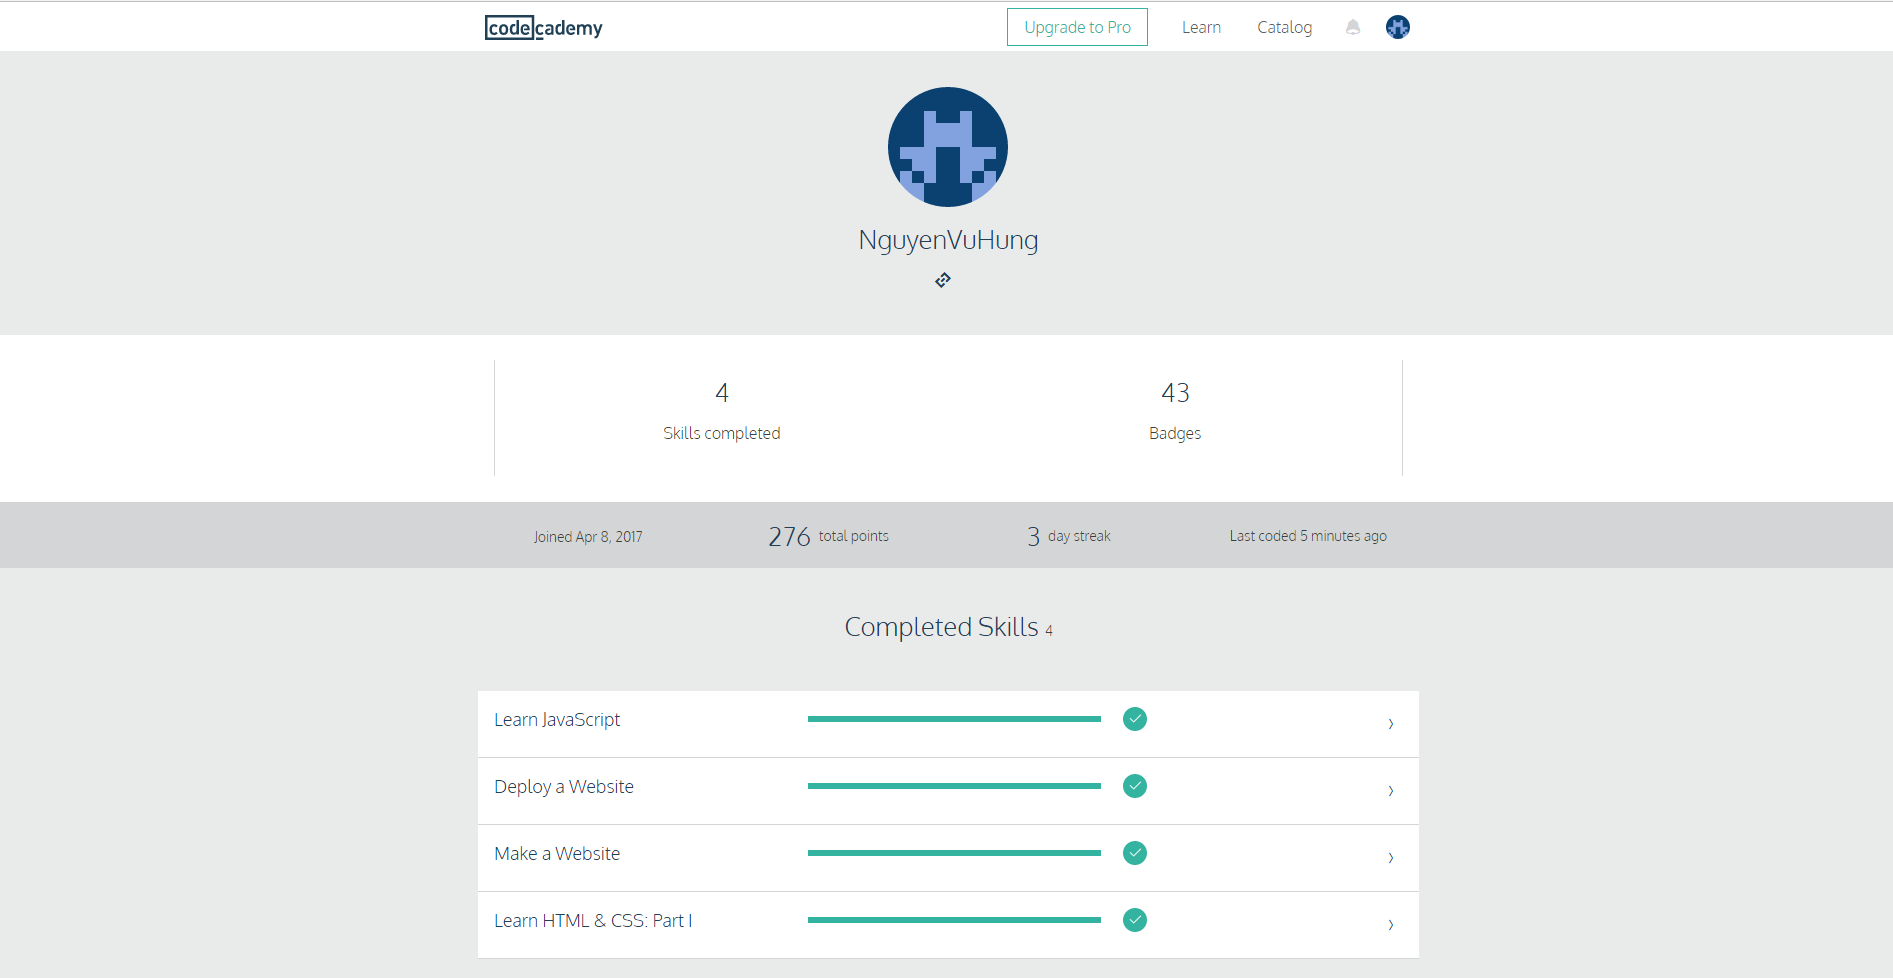 codecademy
Upgrade to Pro Learn Catalog
NguyenVuHung
4 43
Skills completed Badges
Joined Apr 8, 2017 276 total points 3 day streak Last coded 5 minutes ago
Completed Skills 4
Learn JavaScript
Deploy a Website
Make a Website
Learn HTML & CSS: Part I